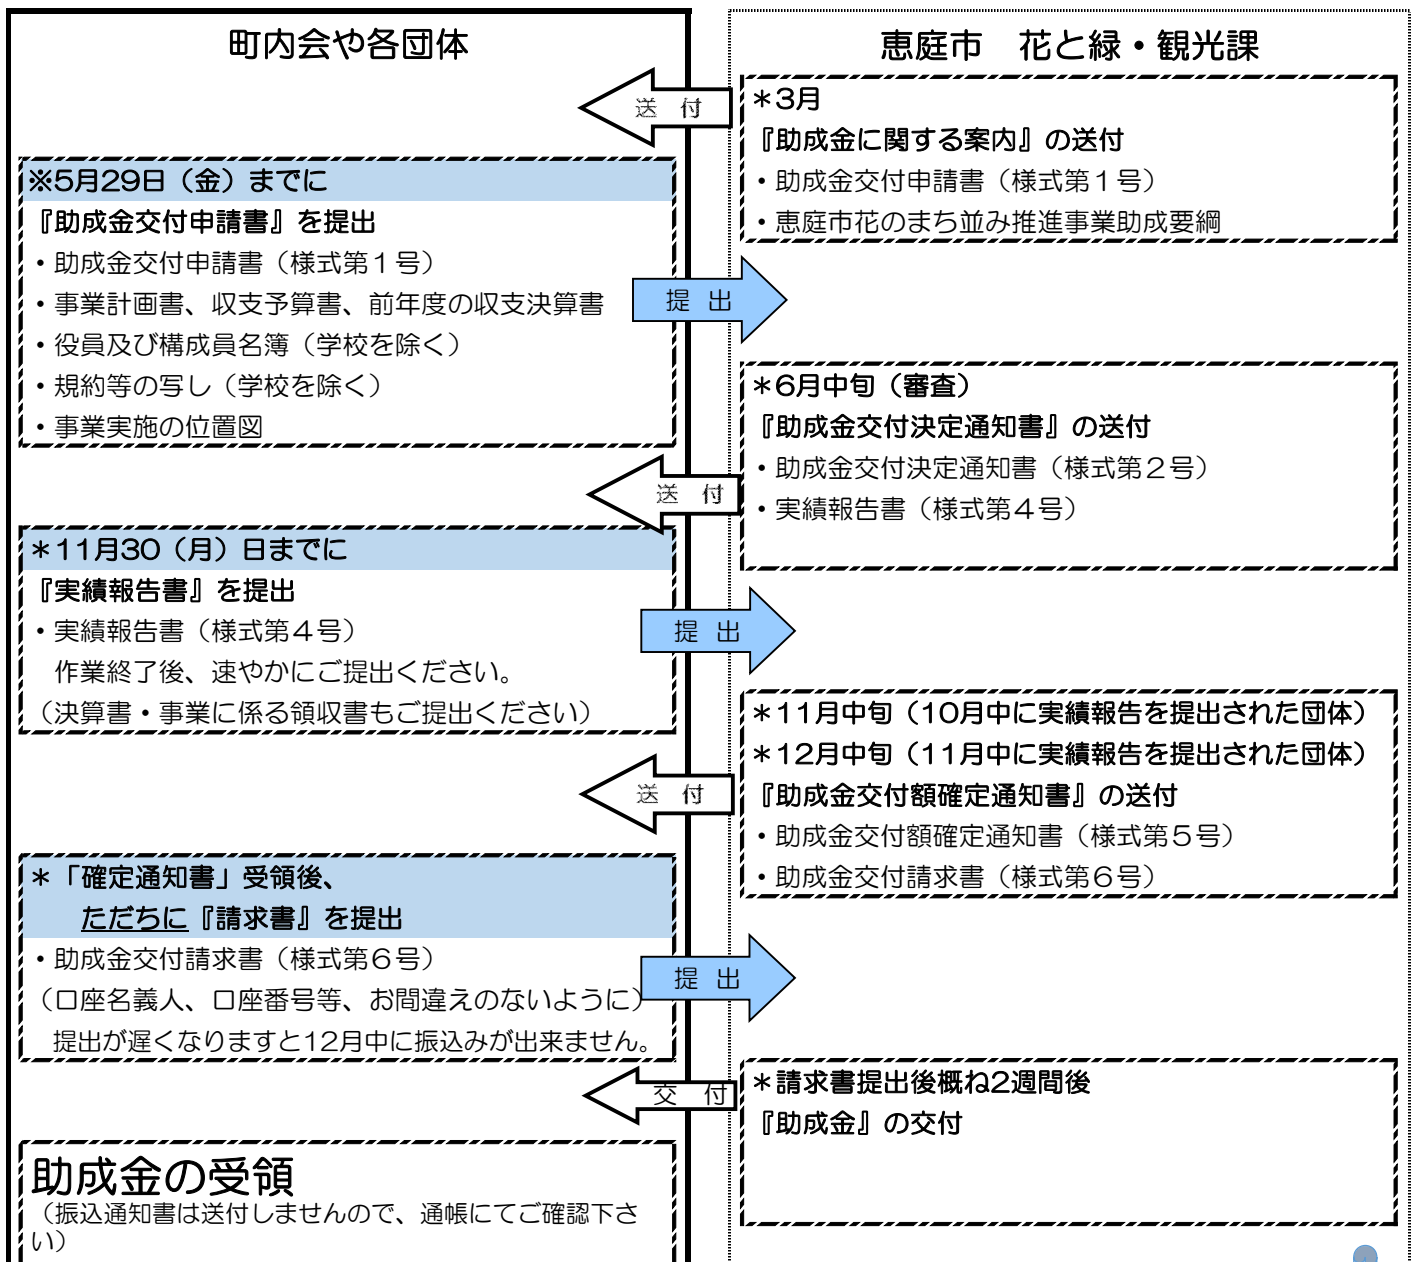 町内会や各団体
恵庭市　花と緑・観光課
送 付
＊3月
『助成金に関する案内』の送付
・助成金交付申請書（様式第１号）
・恵庭市花のまち並み推進事業助成要綱
※5月29日（金）までに
『助成金交付申請書』を提出
・助成金交付申請書（様式第１号）
・事業計画書、収支予算書、前年度の収支決算書
・役員及び構成員名簿（学校を除く）
・規約等の写し（学校を除く）
・事業実施の位置図
提 出
＊6月中旬（審査）
『助成金交付決定通知書』の送付
・助成金交付決定通知書（様式第２号）
・実績報告書（様式第４号）
送 付
＊11月30（月）日までに
『実績報告書』を提出
・実績報告書（様式第４号）
作業終了後、速やかにご提出ください。
（決算書・事業に係る領収書もご提出ください）
提 出
＊11月中旬（10月中に実績報告を提出された団体）
＊12月中旬（11月中に実績報告を提出された団体）
『助成金交付額確定通知書』の送付
・助成金交付額確定通知書（様式第５号）
・助成金交付請求書（様式第６号）
送 付
＊「確定通知書」受領後、
ただちに『請求書』を提出
・助成金交付請求書（様式第６号）
（口座名義人、口座番号等、お間違えのないように）
提出が遅くなりますと12月中に振込みが出来ません。
提 出
＊請求書提出後概ね2週間後
『助成金』の交付
交 付
助成金の受領
（振込通知書は送付しませんので、通帳にてご確認下さ
い）